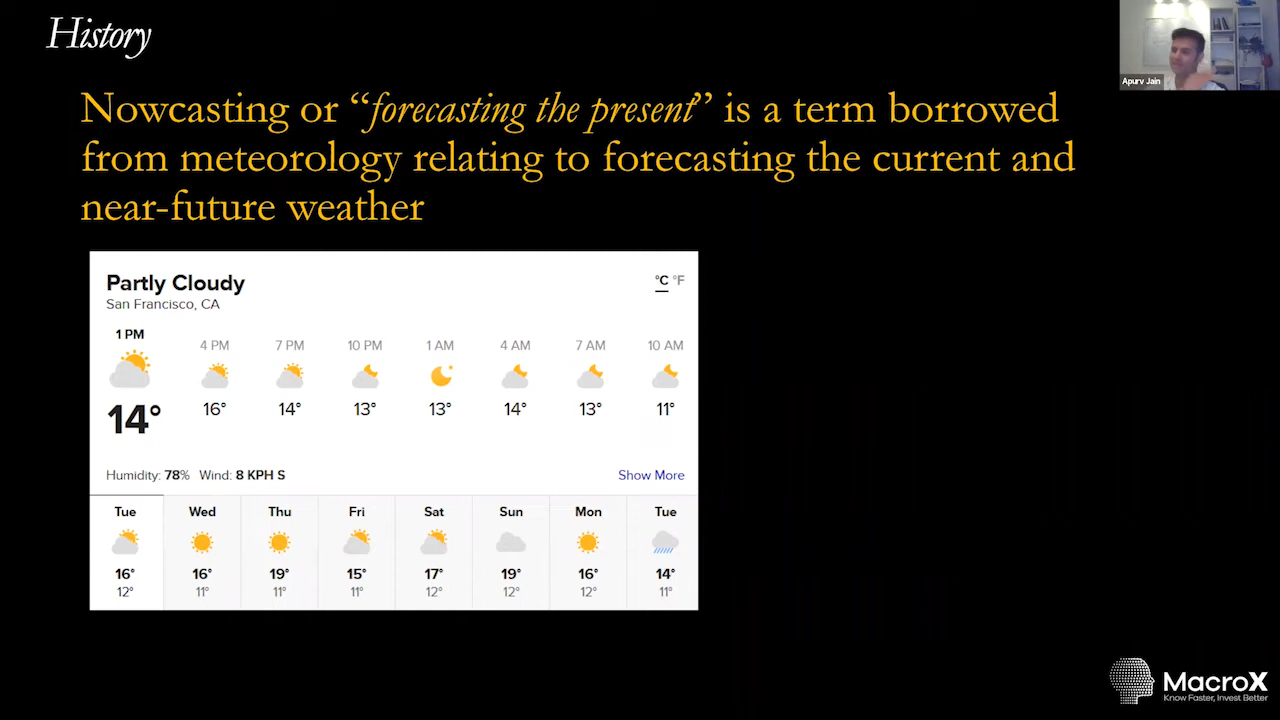 History
Apurv Jain
Nowcasting or “forecasting the present” is a term borrowed
from meteorology relating to forecasting the current and
near-future weather
Partly Cloudy
°C °F
San Francisco, CA
1 PM 4 PM 7 PM 10 PM 1 AM 4 AM 7 AM 10 AM
14° 16° 14° 13° 13° 14° 13° 11°
Humidity: 78% Wind: 8 KPH S Show More
Tue Wed Thu Fri Sat Sun Mon Tue
16° 16° 19° 15° 17° 19° 16° 14°
12° 11° 11° 11° 12° 12° 12° 11°
MacroX
Know Faster, Invest Better